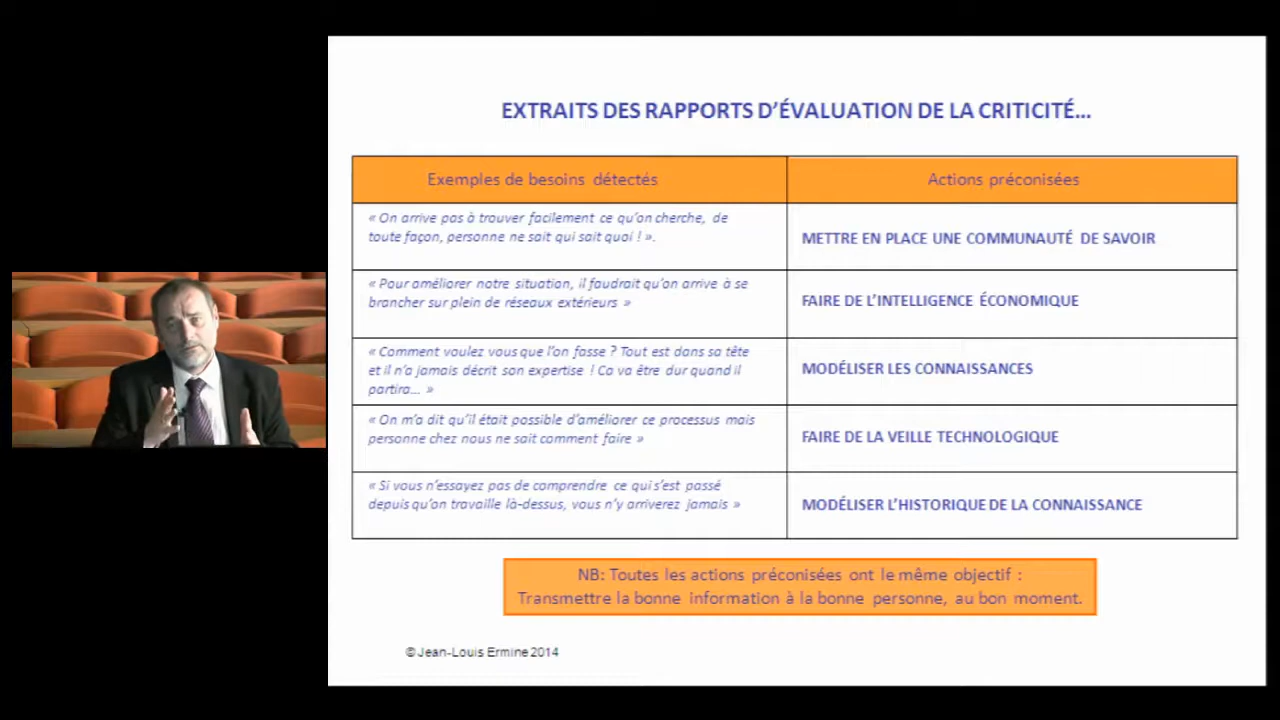 EXTRAITS DES RAPPORTS D'ÉVALUATION DE LA CRITICITÉ…
Exemples de besoins détectés
Actions préconisées
« On arrive pas à trouver facilement ce qu'on cherche, de
toute façon, personne ne sait qui sait quoi ! ».
METTRE EN PLACE UNE COMMUNAUTÉ DE SAVOIR
« Pour améliorer notre situation, il faudrait qu'on arrive à se
brancher sur plein de réseaux extérieurs »
FAIRE DE L'INTELLIGENCE ÉCONOMIQUE
« Comment voulez vous que l'on fasse ? Tout est dans sa tête
et il n'a jamais décrit son expertise ! Ca va être dur quand il
partira… »
MODÉLISER LES CONNAISSANCES
« On m'a dit qu'il était possible d'améliorer ce processus mais
personne chez nous ne sait comment faire »
FAIRE DE LA VEILLE TECHNOLOGIQUE
« Si vous n'essayez pas de comprendre ce qui s'est passé
depuis qu'on travaille là-dessus, vous n'y arriverez jamais »
MODÉLISER L'HISTORIQUE DE LA CONNAISSANCE
NB: Toutes les actions préconisées ont le même objectif :
Transmettre la bonne information à la bonne personne, au bon moment.
© Jean-Louis Ermine 2014